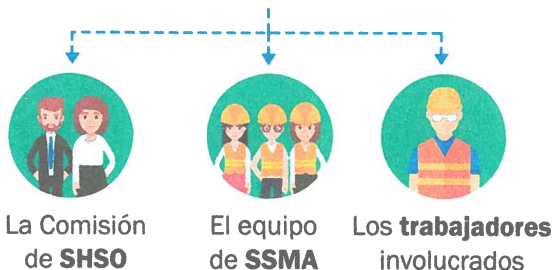 La Comisión
de SHSO
El equipo
de SSMA
Los trabajadores
involucrados